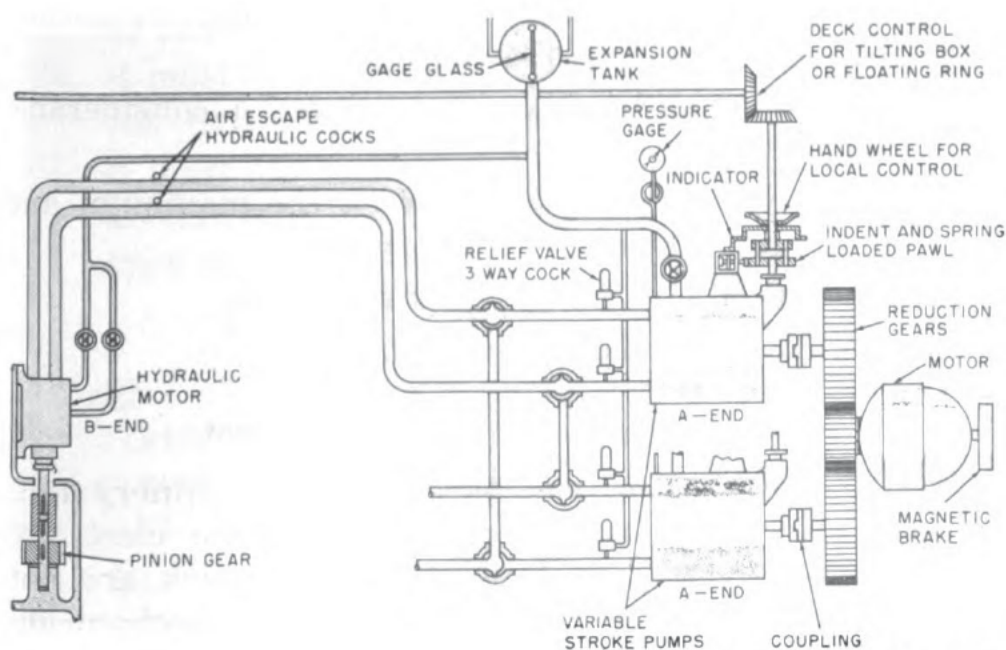 DECK CONTROL
FOR TILTING BOX
OR FLOATING RING
GAGE GLASS
EXPANSION
TANK
AIR ESCAPE
HYDRAULIC COCKS
PRESSURE
GAGE
INDICATOR
HAND WHEEL FOR
LOCAL CONTROL
INDENT AND SPRING
LOADED PAWL
RELIEF VALVE
3 WAY COCK
REDUCTION
GEARS
MOTOR
HYDRAULIC
MOTOR
B-END
A-END
MAGNETIC
BRAKE
PINION GEAR
A-END
VARIABLE
STROKE PUMPS
COUPLING